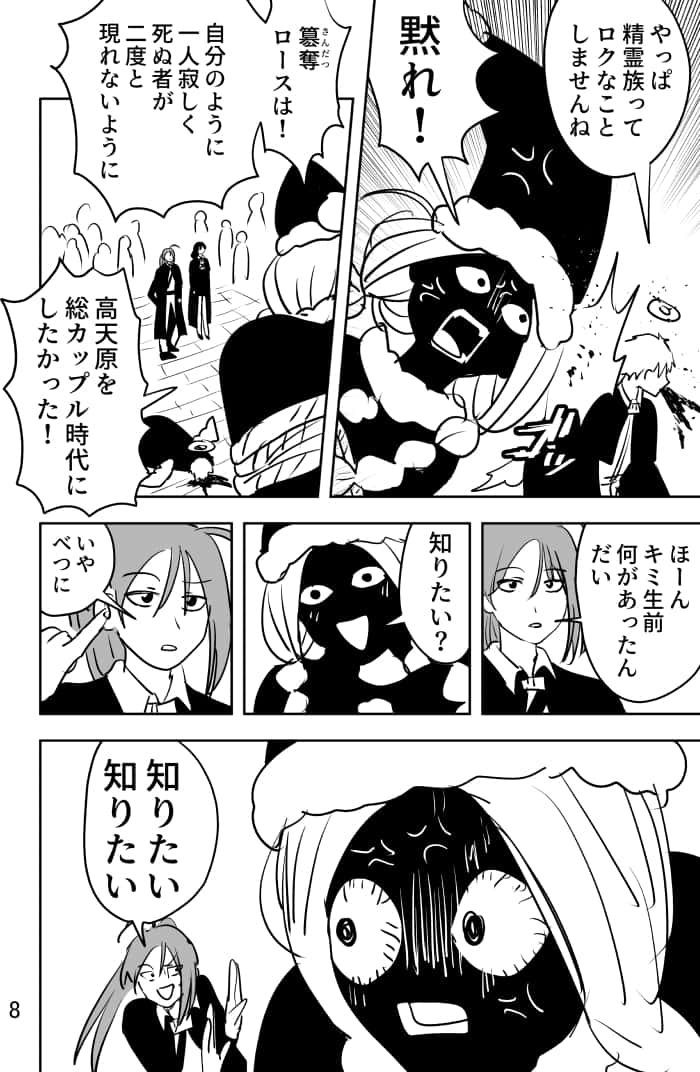 やっぱ
精霊族って
ロクなこと
しませんね
黙れ！
さんだつ
簒奪
ロースは！
自分のように
一人寂しく
死ぬ者が
二度と
現れないように
高天原を
総カップル時代に
したかった！
ほーん
キミ生前
何があったん
だい
知りたい？
いや
べつに
知りたい
知りたい
8